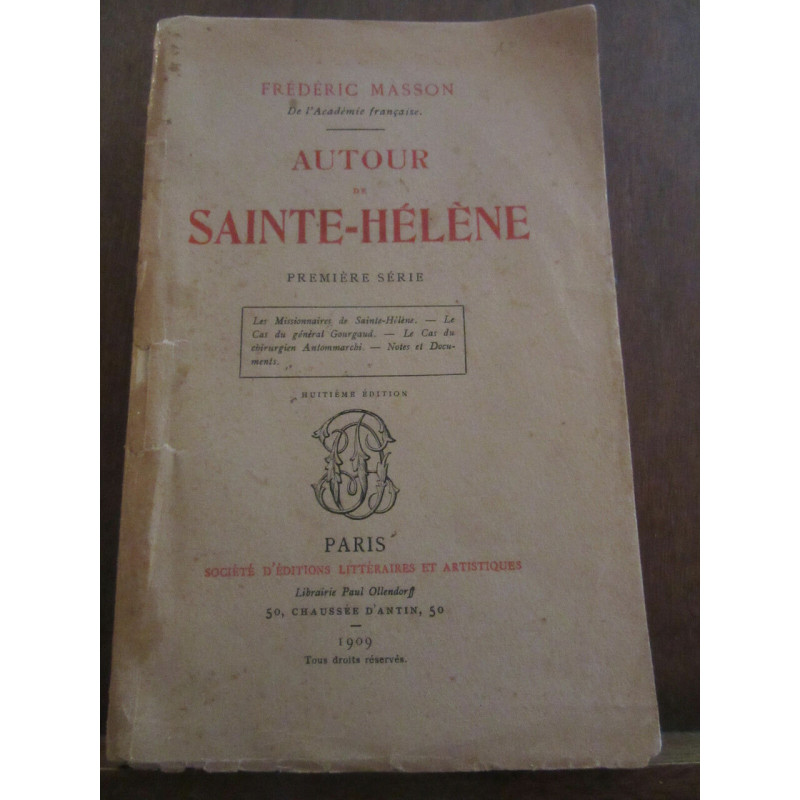 FRÉDÉRIC MASSON
De l'Académie française.
AUTOUR
DE
SAINTE-HÉLÈNE
PREMIÈRE SÉRIE
Les Missionnaires de Sainte-Hélène. — Le
Cas du général Gourgaud. — Le Cas du
chirurgien Antommarchi. — Notes et Docu-
ments.
HUITIÈME ÉDITION
PARIS
SOCIÉTÉ D'ÉDITIONS LITTÉRAIRES ET ARTISTIQUES
Librairie Paul Ollendorff
50, CHAUSSÉE D'ANTIN, 50
1909
Tous droits réservés.